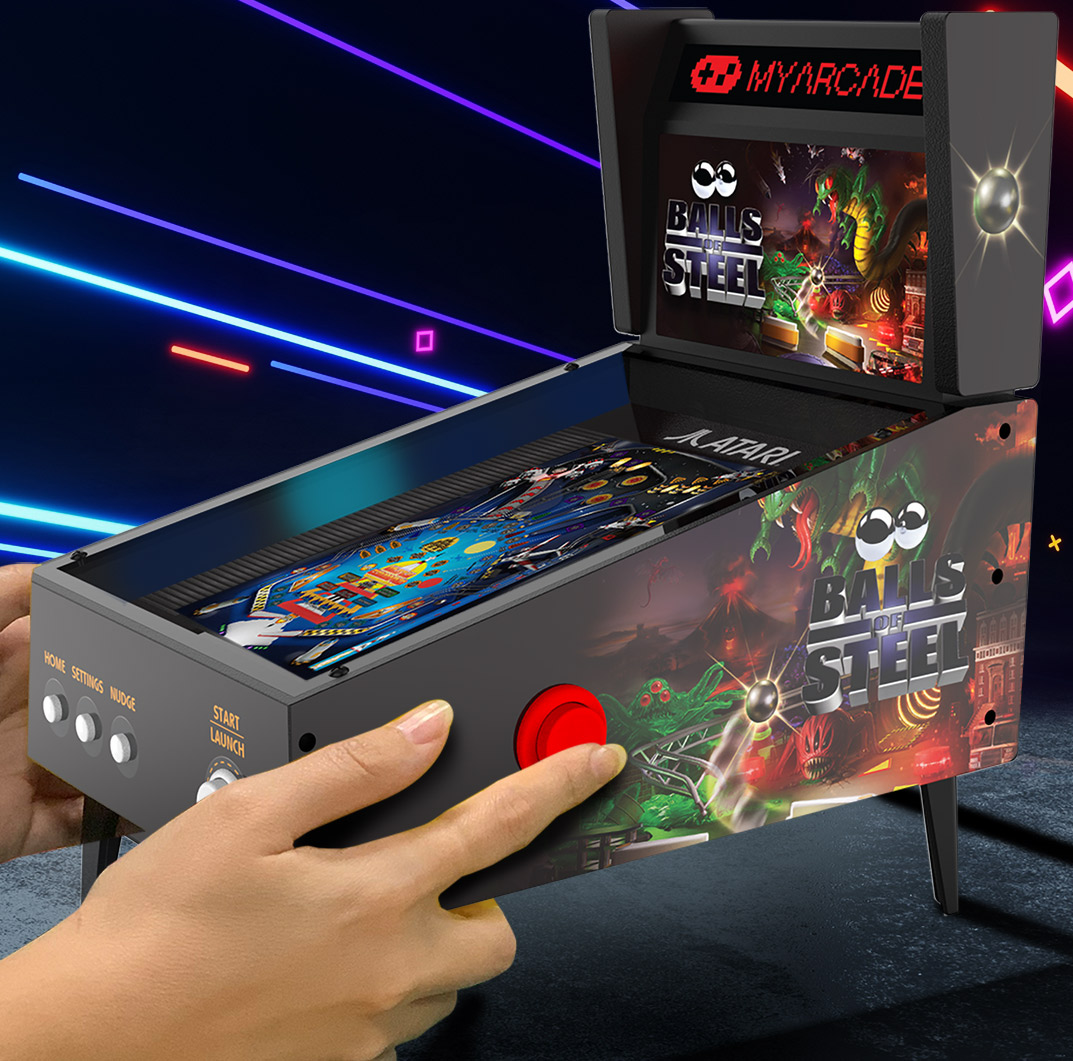 MYARCADE
BALLS
OF
STEEL
ATARI
BALLS
OF
STEEL
HOME SETTINGS NUDGE
START
LAUNCH